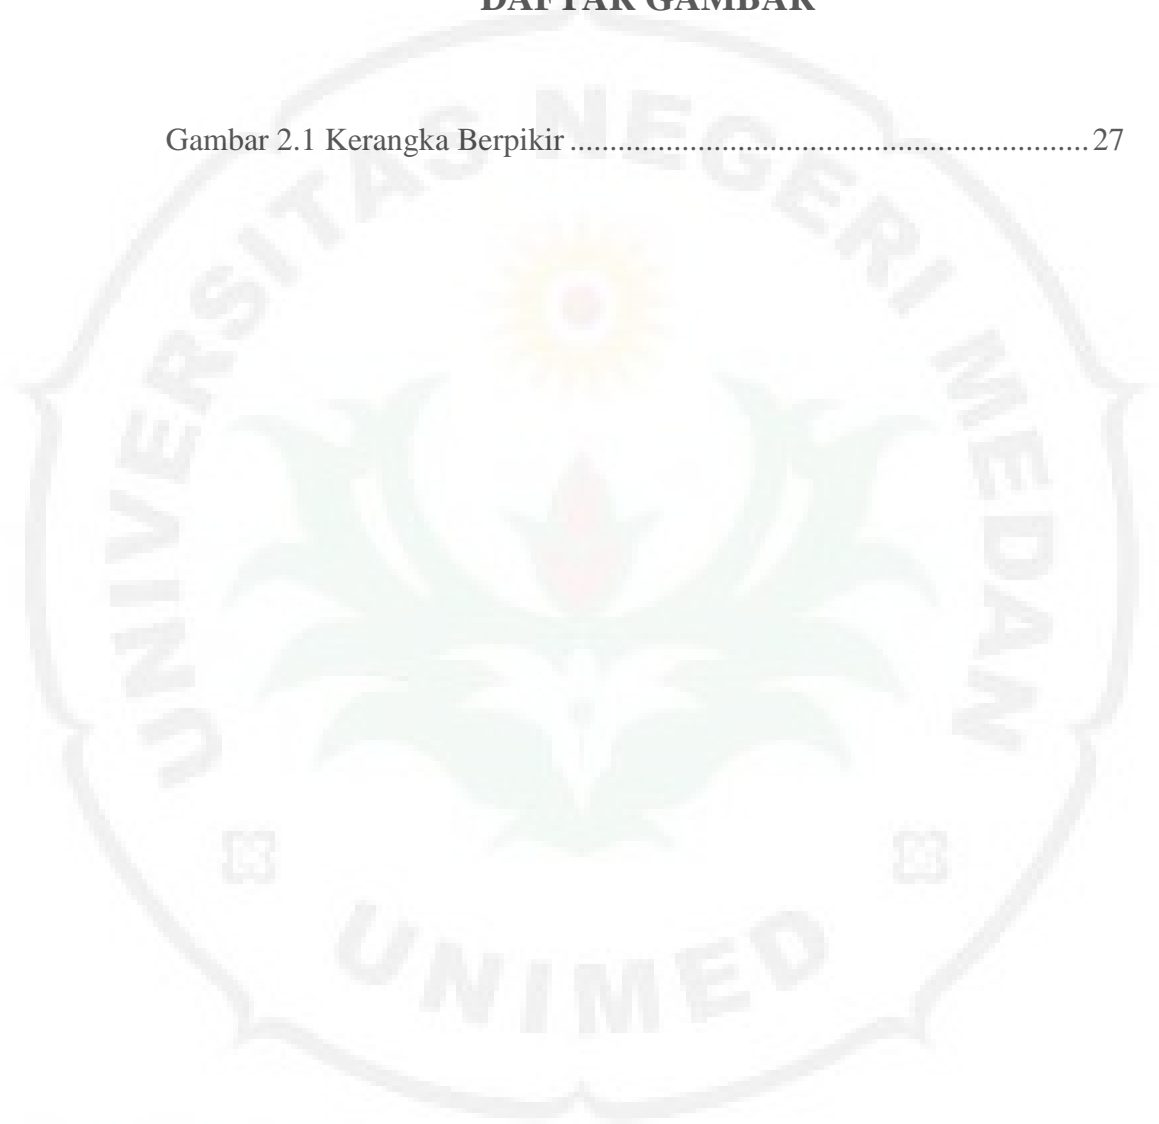 DAFTAR GAMBAR
Gambar 2.1 Kerangka Berpikir ................................................................. 27
UNIVERSITAS NEGERI MEDAN
UNIMED